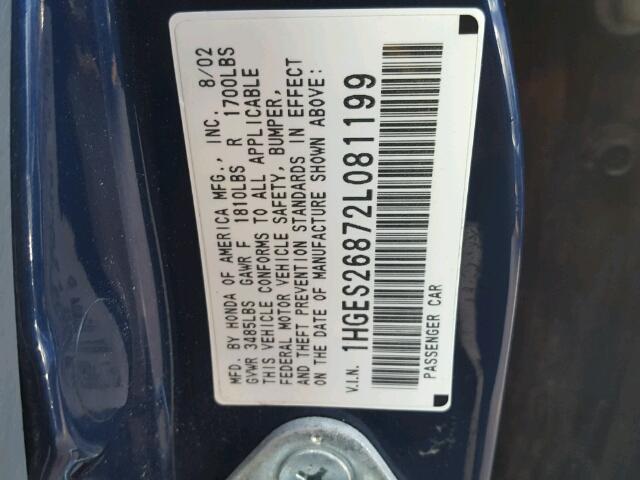 MFD. BY HONDA OF AMERICA MFG., INC. 8/02
GVWR 3485LBS GAWR F 1810LBS R 1700LBS
THIS VEHICLE CONFORMS TO ALL APPLICABLE
FEDERAL MOTOR VEHICLE SAFETY, BUMPER,
AND THEFT PREVENTION STANDARDS IN EFFECT
ON THE DATE OF MANUFACTURE SHOWN ABOVE:
V.I.N. 1HGES26872L081199
PASSENGER CAR